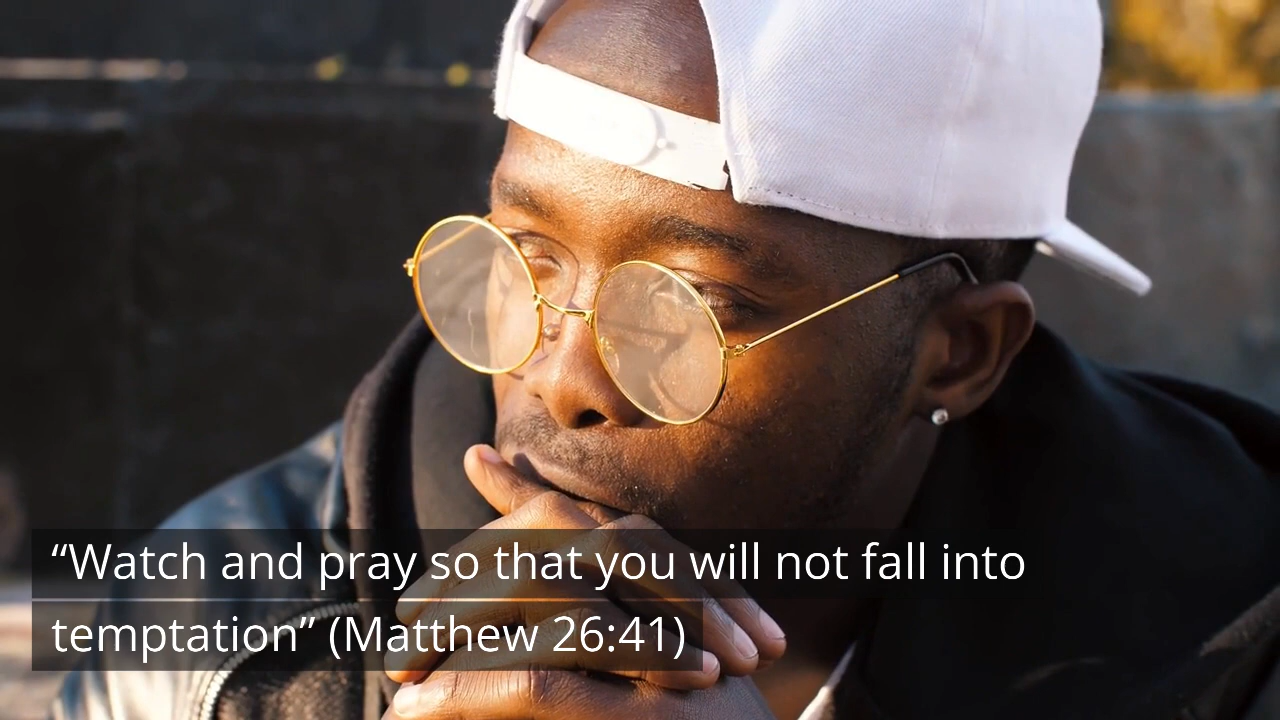 “Watch and pray so that you will not fall into
temptation” (Matthew 26:41)